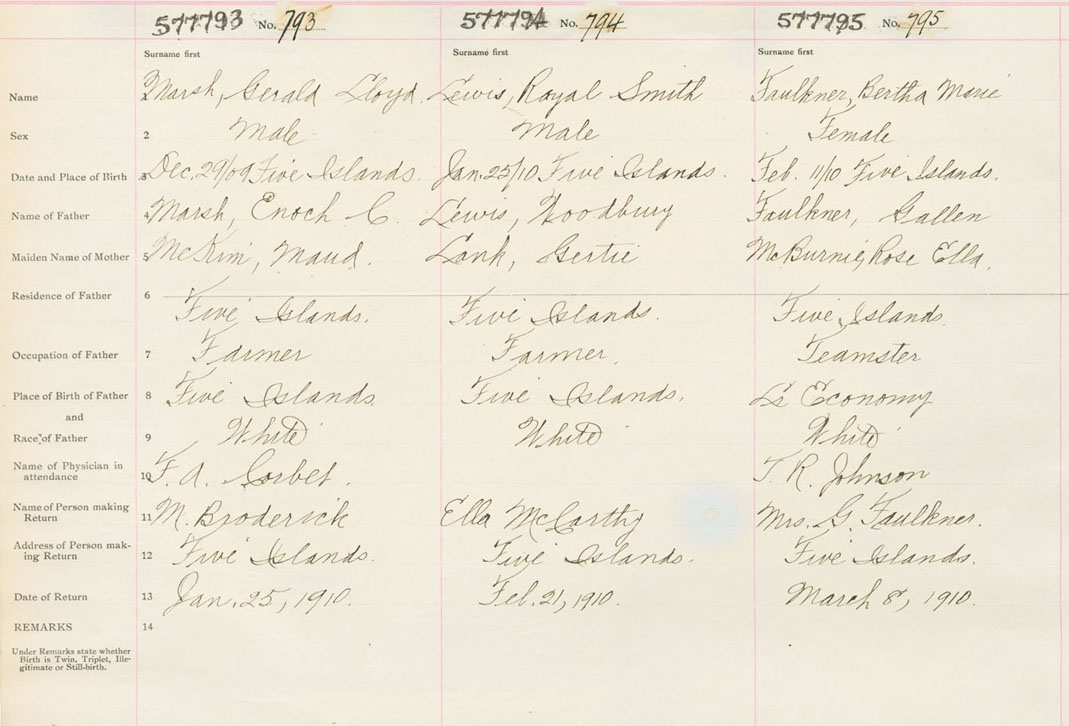 577793 No. 793 577794 No. 794 577795 No. 795
Surname first Surname first Surname first
Name 1 Marsh, Gerald Lloyd. Lewis, Royal Smith Faulkner, Bertha Marie
Sex 2 Male Male Female
Date and Place of Birth 3 Dec. 29/09 Five Islands. Jan. 25/10 Five Islands. Feb. 11/10 Five Islands.
Name of Father 4 Marsh, Enoch C. Lewis, Woodbury Faulkner, Gallen
Maiden Name of Mother 5 McKim, Maud. Lank, Gertie McBurnie, Rose Ella.
Residence of Father 6 Five Islands. Five Islands. Five Islands.
Occupation of Father 7 Farmer Farmer. Teamster
Place of Birth of Father 8 Five Islands. Five Islands. Economy
and
Race of Father 9 White White White
Name of Physician in
attendance 10 F. A. Corbet. T. R. Johnson
Name of Person making
Return 11 M. Broderick Ella McCarthy Mrs. G. Faulkner.
Address of Person mak-
ing Return 12 Five Islands. Five Islands. Five Islands.
Date of Return 13 Jan. 25, 1910. Feb. 21, 1910. March 8, 1910.
REMARKS 14
Under Remarks state whether
Birth is Twin, Triplet, Ille-
gitimate or Still-birth.